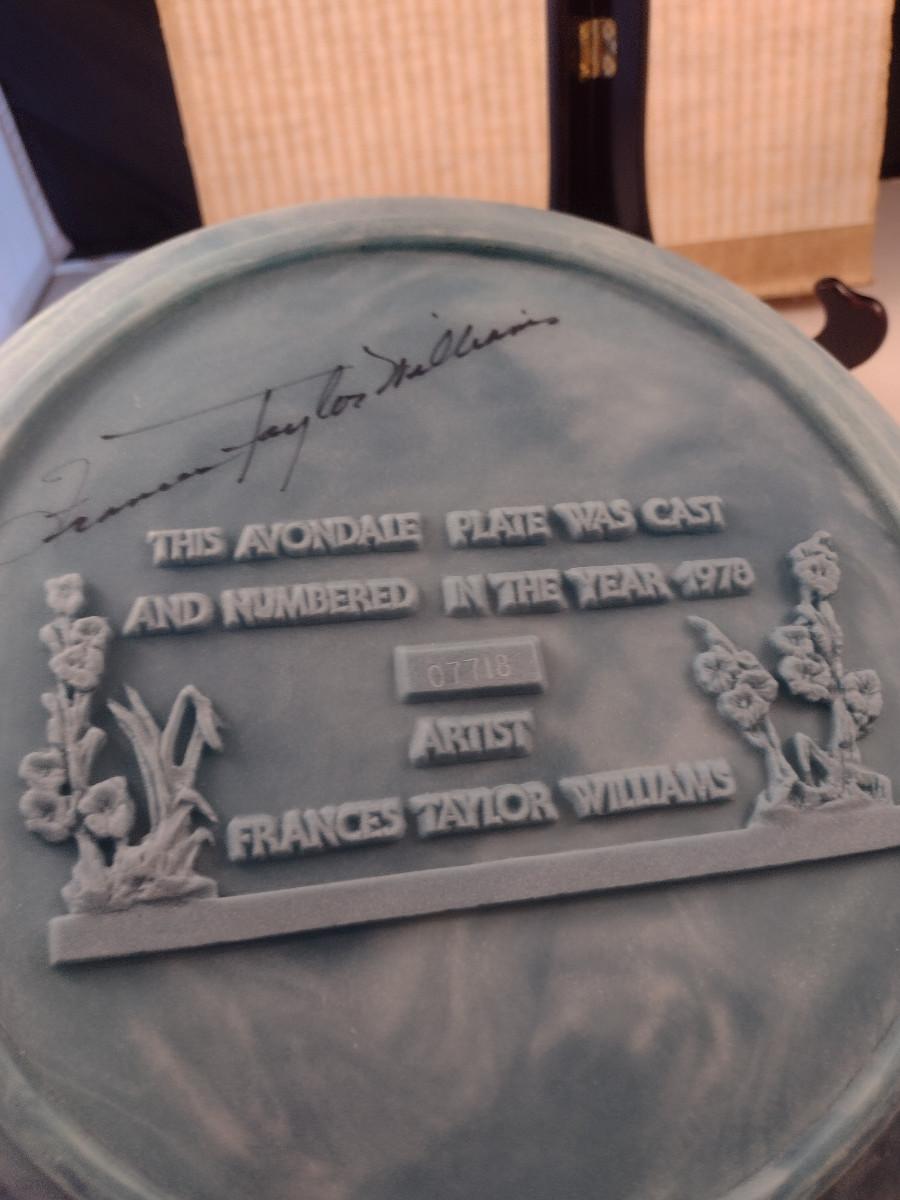 Frances Taylor Williams
THIS AVONDALE PLATE WAS CAST
AND NUMBERED IN THE YEAR 1978
07718
ARTIST
FRANCES TAYLOR WILLIAMS